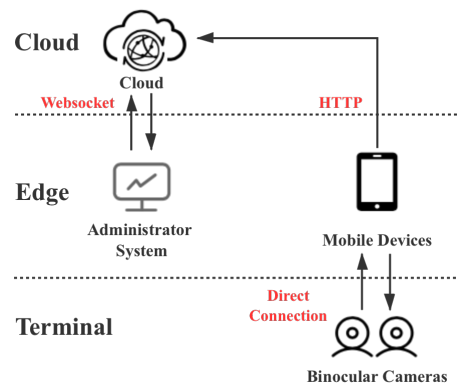 Cloud
Cloud
Websocket
HTTP
Edge
Administrator
System
Mobile Devices
Direct
Connection
Terminal
Binocular Cameras